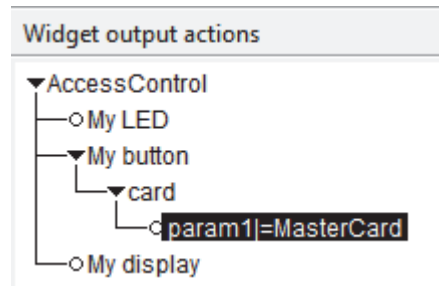 Widget output actions
AccessControl
My LED
My button
card
param1|=MasterCard
My display